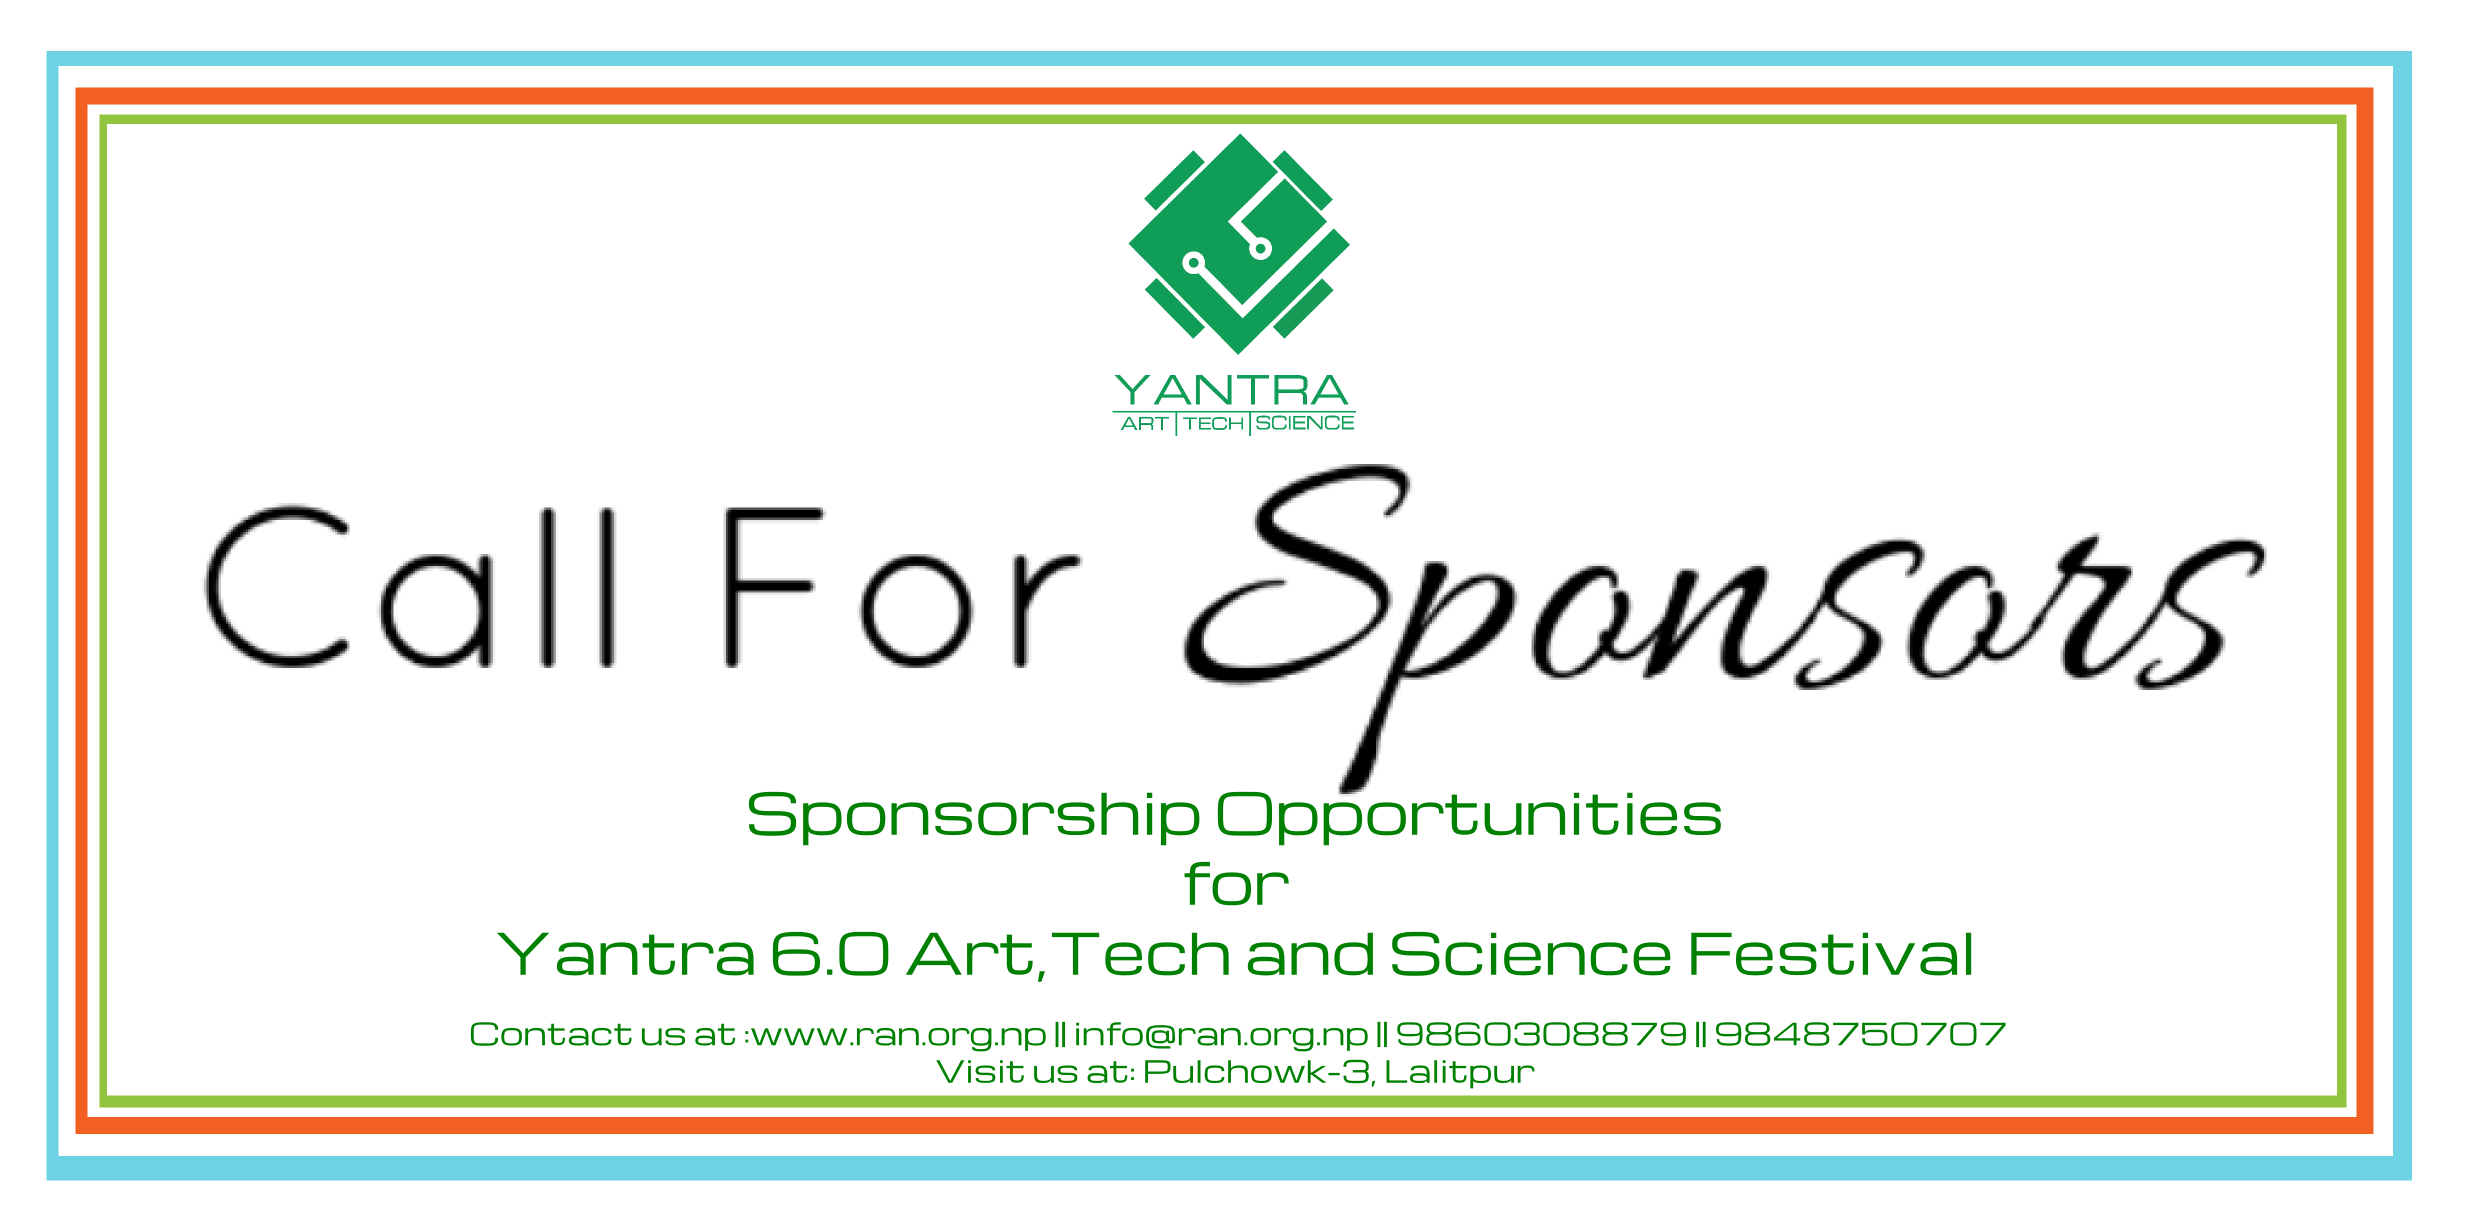 YANTRA
ART|TECH|SCIENCE
Call For Sponsors
Sponsorship Opportunities
for
Yantra 6.0 Art,Tech and Science Festival
Contact us at :www.ran.org.np || info@ran.org.np || 9860308879 || 9848750707
Visit us at: Pulchowk-3, Lalitpur